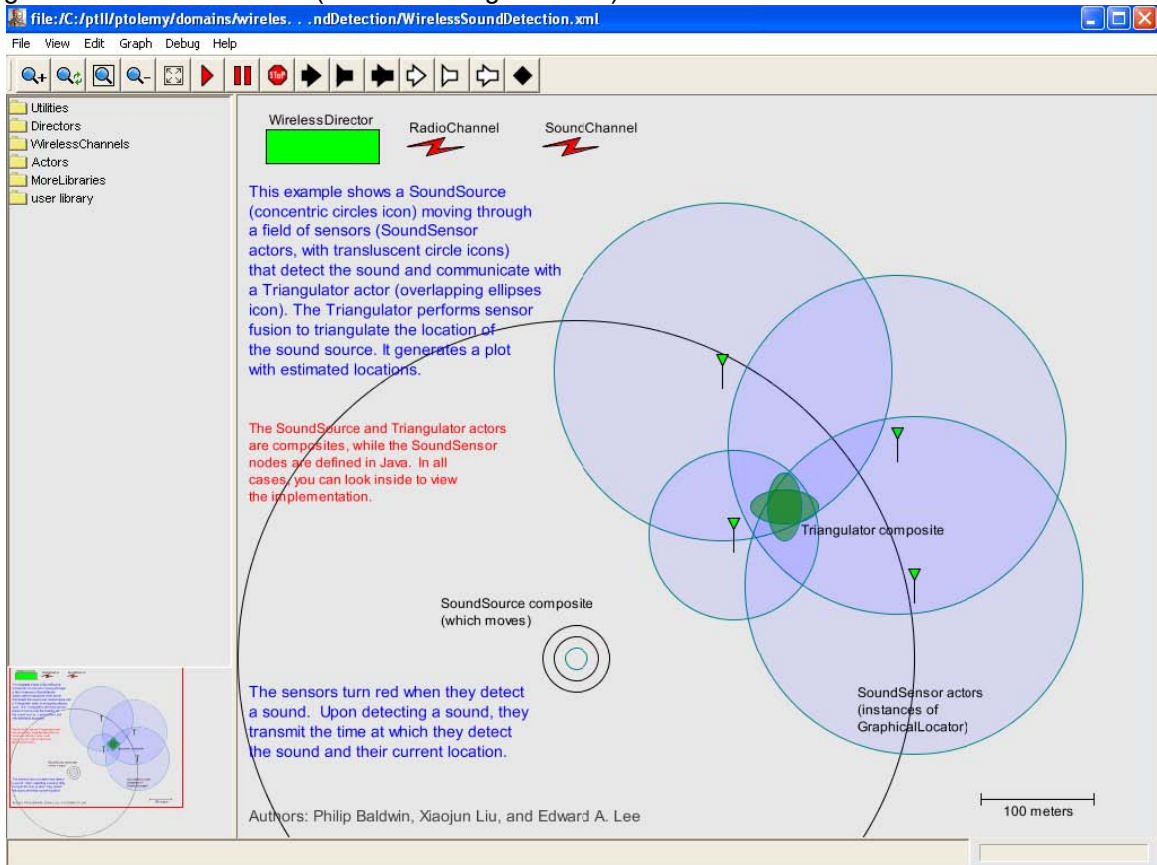 file:/C:/ptII/ptolemy/domains/wireles. . .ndDetection/WirelessSoundDetection.xml
File View Edit Graph Debug Help
STOP
Utilities
Directors
WirelessChannels
Actors
MoreLibraries
user library
WirelessDirector
RadioChannel
SoundChannel
This example shows a SoundSource
(concentric circles icon) moving through
a field of sensors (SoundSensor
actors, with transluscent circle icons)
that detect the sound and communicate with
a Triangulator actor (overlapping ellipses
icon). The Triangulator performs sensor
fusion to triangulate the location of
the sound source. It generates a plot
with estimated locations.
The SoundSource and Triangulator actors
are composites, while the SoundSensor
nodes are defined in Java. In all
cases, you can look inside to view
the implementation.
Triangulator composite
SoundSource composite
(which moves)
The sensors turn red when they detect
a sound. Upon detecting a sound, they
transmit the time at which they detect
the sound and their current location.
SoundSensor actors
(instances of
GraphicalLocator)
100 meters
Authors: Philip Baldwin, Xiaojun Liu, and Edward A. Lee